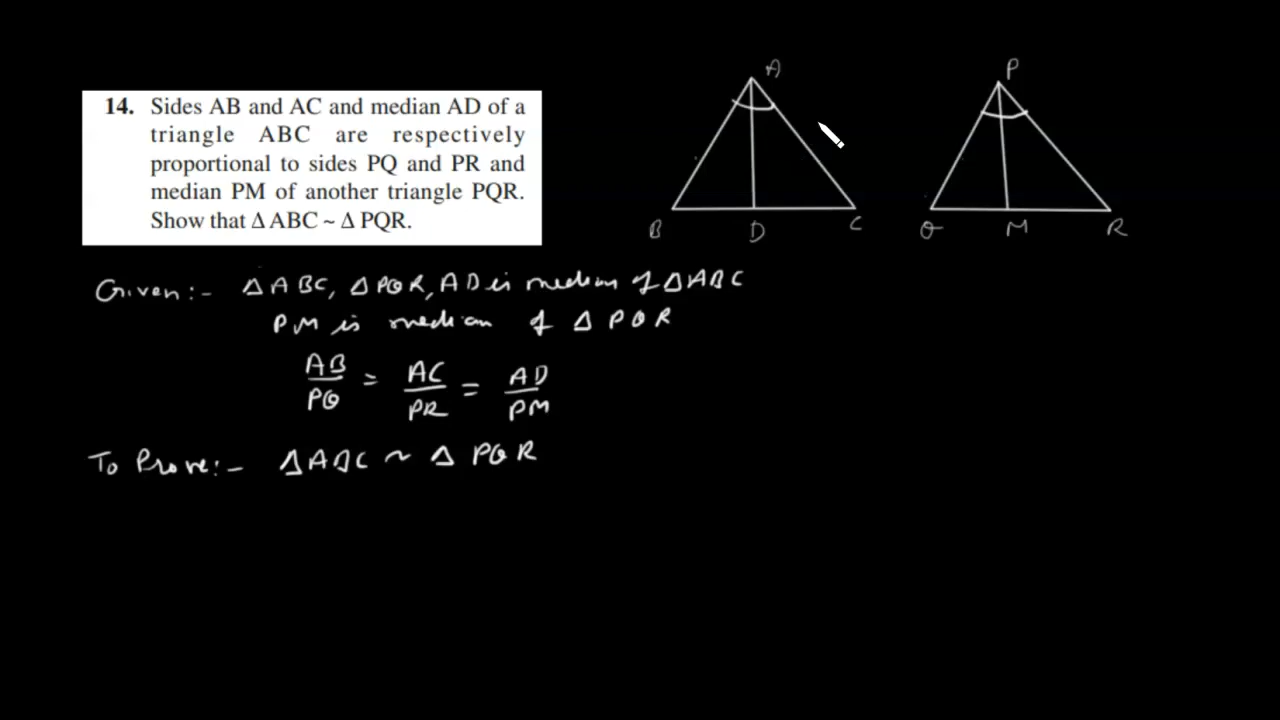 14. Sides AB and AC and median AD of a
triangle ABC are respectively
proportional to sides PQ and PR and
median PM of another triangle PQR.
Show that Δ ABC ~ Δ PQR.
A
B D C
P
Q M R
Given:- Δ ABC, Δ PQR, AD is median of Δ ABC
PM is median of Δ PQR
AB/PQ = AC/PR = AD/PM
To Prove:- Δ ABC ~ Δ PQR